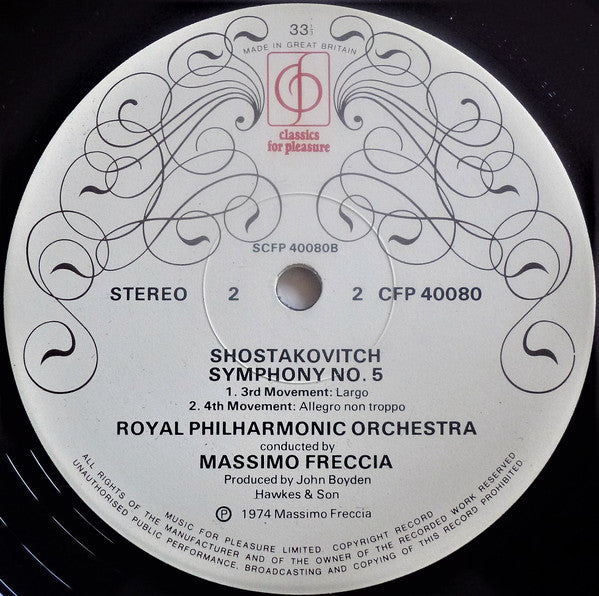 33⅓
MADE IN GREAT BRITAIN
cfp
classics
for pleasure
SCFP 40080B
STEREO 2 2 CFP 40080
SHOSTAKOVITCH
SYMPHONY NO. 5
1. 3rd Movement: Largo
2. 4th Movement: Allegro non troppo
ROYAL PHILHARMONIC ORCHESTRA
conducted by
MASSIMO FRECCIA
Produced by John Boyden
Hawkes & Son
℗ 1974 Massimo Freccia
MUSIC FOR PLEASURE LIMITED. COPYRIGHT RECORD
ALL RIGHTS OF THE MANUFACTURER AND OF THE OWNER OF THE RECORDED WORK RESERVED
UNAUTHORISED PUBLIC PERFORMANCE, BROADCASTING AND COPYING OF THIS RECORD PROHIBITED